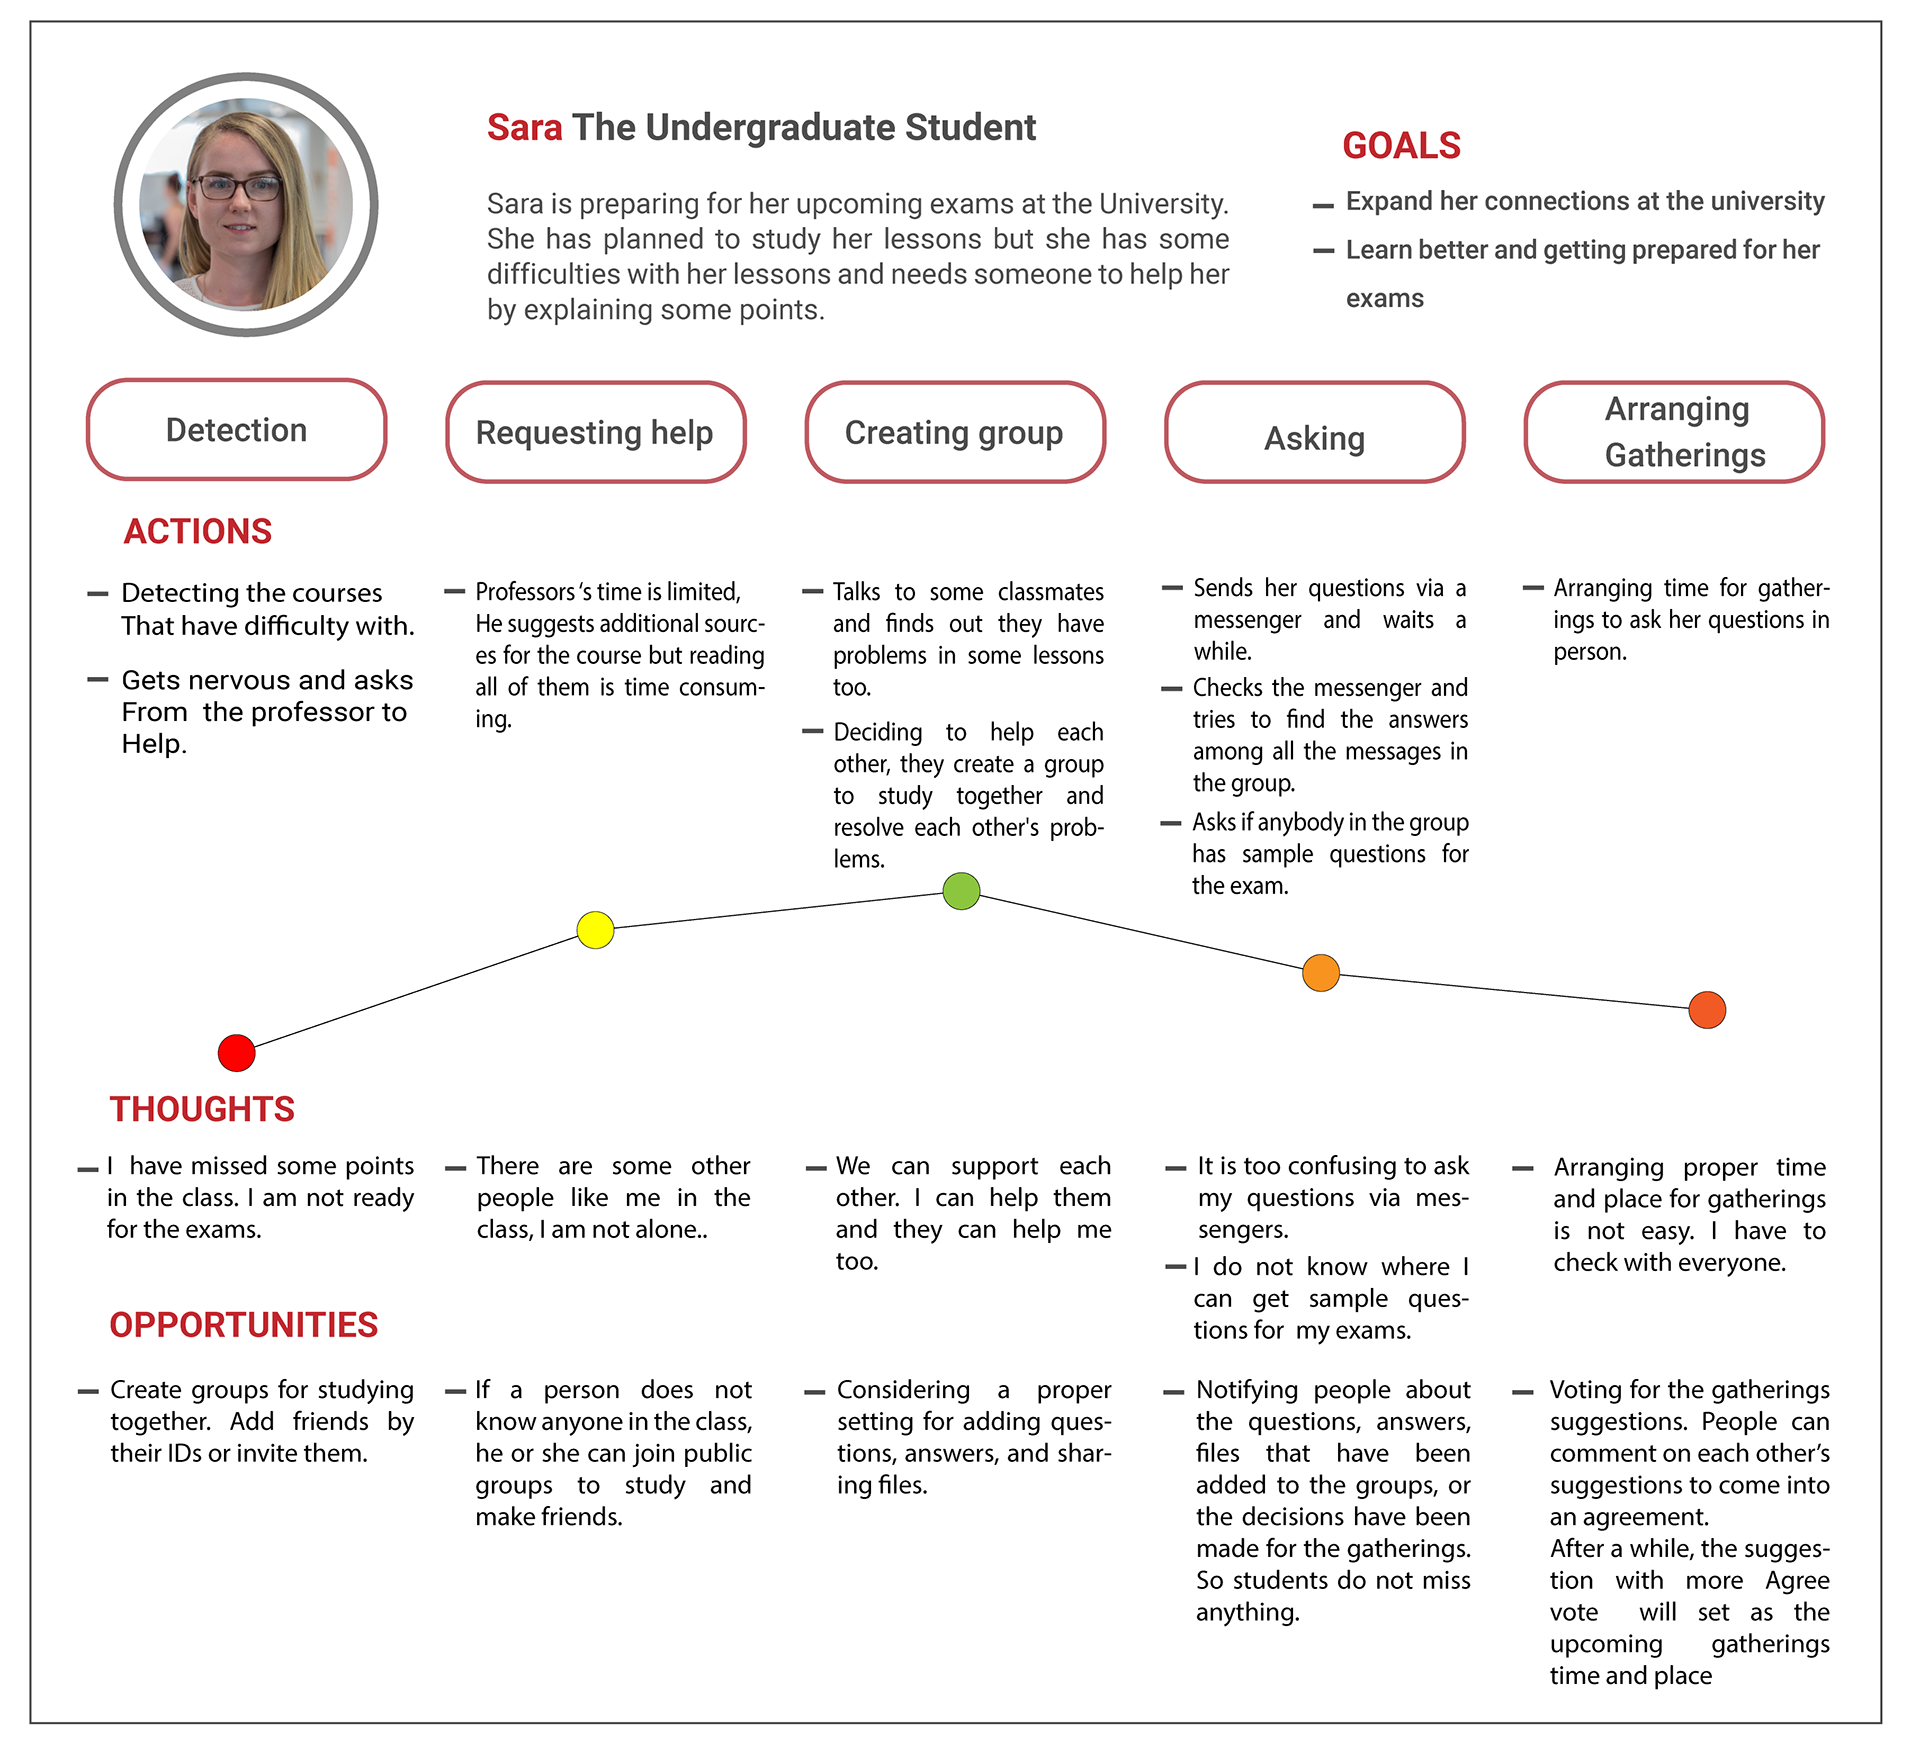 Sara The Undergraduate Student
Sara is preparing for her upcoming exams at the University.
She has planned to study her lessons but she has some
difficulties with her lessons and needs someone to help her
by explaining some points.
GOALS
— Expand her connections at the university
— Learn better and getting prepared for her
exams
Detection
Requesting help
Creating group
Asking
Arranging
Gatherings
ACTIONS
— Detecting the courses
That have difficulty with.
— Gets nervous and asks
From the professor to
Help.
— Professors ‘s time is limited,
He suggests additional sourc-
es for the course but reading
all of them is time consum-
ing.
— Talks to some classmates
and finds out they have
problems in some lessons
too.
— Deciding to help each
other, they create a group
to study together and
resolve each other's prob-
lems.
— Sends her questions via a
messenger and waits a
while.
— Checks the messenger and
tries to find the answers
among all the messages in
the group.
— Asks if anybody in the group
has sample questions for
the exam.
— Arranging time for gather-
ings to ask her questions in
person.
THOUGHTS
— I have missed some points
in the class. I am not ready
for the exams.
— There are some other
people like me in the
class, I am not alone..
— We can support each
other. I can help them
and they can help me
too.
— It is too confusing to ask
my questions via mes-
sengers.
— I do not know where I
can get sample ques-
tions for my exams.
— Arranging proper time
and place for gatherings
is not easy. I have to
check with everyone.
OPPORTUNITIES
— Create groups for studying
together. Add friends by
their IDs or invite them.
— If a person does not
know anyone in the class,
he or she can join public
groups to study and
make friends.
— Considering a proper
setting for adding ques-
tions, answers, and shar-
ing files.
— Notifying people about
the questions, answers,
files that have been
added to the groups, or
the decisions have been
made for the gatherings.
So students do not miss
anything.
— Voting for the gatherings
suggestions. People can
comment on each other’s
suggestions to come into
an agreement.
After a while, the sugges-
tion with more Agree
vote will set as the
upcoming gatherings
time and place